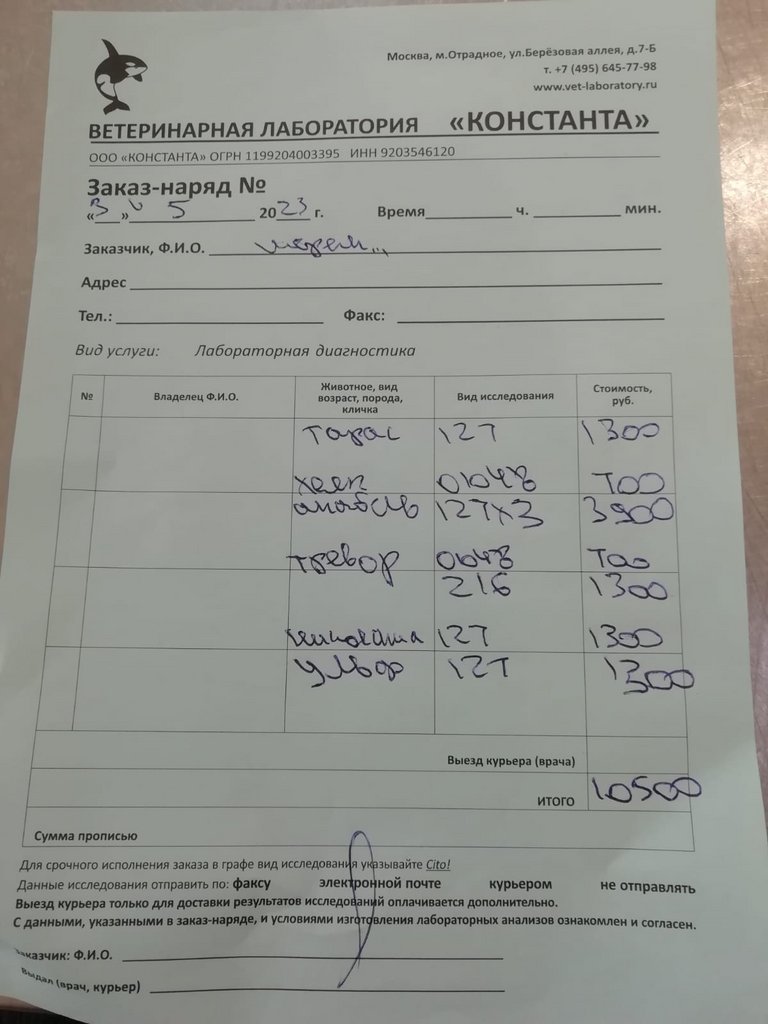 Москва, м.Отрадное, ул.Берёзовая аллея, д.7-Б
т. +7 (495) 645-77-98
www.vet-laboratory.ru
ВЕТЕРИНАРНАЯ ЛАБОРАТОРИЯ «КОНСТАНТА»
ООО «КОНСТАНТА» ОГРН 1199204003395 ИНН 9203546120
Заказ-наряд №
«3» 5 2023 г. Время ч. мин.
Заказчик, Ф.И.О.
Адрес
Тел.: Факс:
Вид услуги: Лабораторная диагностика
№ Владелец Ф.И.О. Животное, вид возраст, порода, кличка Вид исследования Стоимость, руб.
Тарас 127 1300
700
127х3 3900
Тревор 700
216 1300
127 1300
127 1300
Выезд курьера (врача)
ИТОГО 10500
Сумма прописью
Для срочного исполнения заказа в графе вид исследования указывайте Cito!
Данные исследования отправить по: факсу электронной почте курьером не отправлять
Выезд курьера только для доставки результатов исследований оплачивается дополнительно.
С данными, указанными в заказ-наряде, и условиями изготовления лабораторных анализов ознакомлен и согласен.
Заказчик: Ф.И.О.
Выдал (врач, курьер)